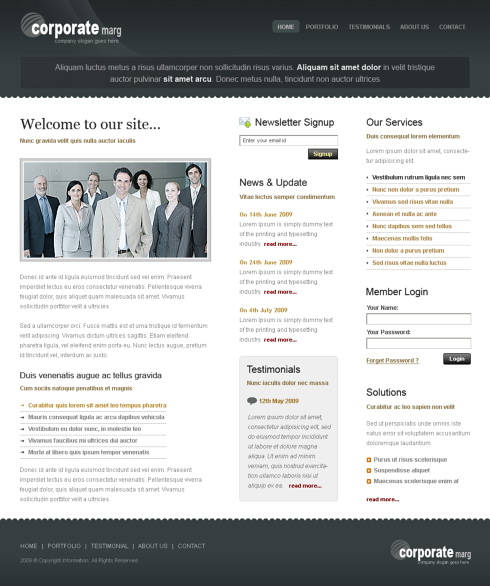 corporate marg
company slogan goes here
HOME PORTFOLIO TESTIMONIALS ABOUT US CONTACT
Aliquam luctus metus a risus ullamcorper non sollicitudin risus varius. Aliquam sit amet dolor in velit tristique
auctor pulvinar sit amet arcu. Donec metus nulla, tincidunt non auctor ultrices
Welcome to our site...
Nunc gravida velit quis nulla auctor iaculis
Donec id ante id ligula euismod tincidunt sed vel enim. Praesent
imperdiet lectus eu eros consectetur venenatis. Pellentesque viverra
feugiat dolor, quis aliquet quam malesuada sit amet. Vivamus
sollicitudin porttitor velit a ultricies.
Sed a ullamcorper orci. Fusce mattis est at urna tristique id fermentum
velit adipiscing. Vivamus dictum ultrices sagittis. Etiam eleifend
pharetra ligula, vel eleifend enim porta eu. Nunc lectus augue, pretium
id tincidunt vel, interdum ac justo.
Duis venenatis augue ac tellus gravida
Cum sociis natoque penatibus et magnis
Curabitur quis lorem sit amet leo tempus pharetra
Mauris consequat ligula ac arcu dapibus vehicula
Vestibulum eu dolor nunc, in molestie leo
Vivamus faucibus mi ultrices dui auctor
Morbi at libero quis ipsum tempor venenatis
Donec id ante id ligula euismod tincidunt sed vel enim. Praesent
imperdiet lectus eu eros consectetur venenatis. Pellentesque viverra
feugiat dolor, quis aliquet quam malesuada sit amet. Vivamus
sollicitudin porttitor velit a ultricies.
Newsletter Signup
Enter your email id
Signup
News & Update
Vitae lectus semper condimentum
On 14th June 2009
Lorem Ipsum is simply dummy text
of the printing and typesetting
industry. read more...
On 24th June 2009
Lorem Ipsum is simply dummy text
of the printing and typesetting
industry. read more...
On 4th July 2009
Lorem Ipsum is simply dummy text
of the printing and typesetting
industry. read more...
Testimonials
Nunc iaculis dolor nec massa
12th May 2009
Lorem ipsum dolor sit amet,
consectetur adipisicing elit, sed
do eiusmod tempor incididunt
ut labore et dolore magna
aliqua. Ut enim ad minim
veniam, quis nostrud exercita-
tion ullamco laboris nisi ut
aliquip ex ea. read more...
Our Services
Duis consequat lorem elementum
Lorem ipsum dolor sit amet, consecte-
tur adipiscing elit.
Vestibulum rutrum ligula nec sem
Nunc non dolor a purus pretium
Vivamus sed risus vitae nulla
Aenean et nulla ac ante
Nunc dapibus sem sed tellus
Maecenas mollis felis
Nun dolor a purus pretium
Sed risus vitae nulla luctus
Member Login
Your Name:
Your Password:
Forget Password ? Login
Solutions
Curabitur ac leo sapien non velit
Sed ut perspiciatis unde omnis iste
natus error sit voluptatem accusantium
doloremque laudantium.
Purus ut risus scelerisque
Suspendisse aliquet
Maecenas scelerisque enim al
read more...
HOME | PORTFOLIO | TESTIMONIAL | ABOUT US | CONTACT
2009 © Copyright Information. All Rights Reserved
corporate marg
company slogan goes here